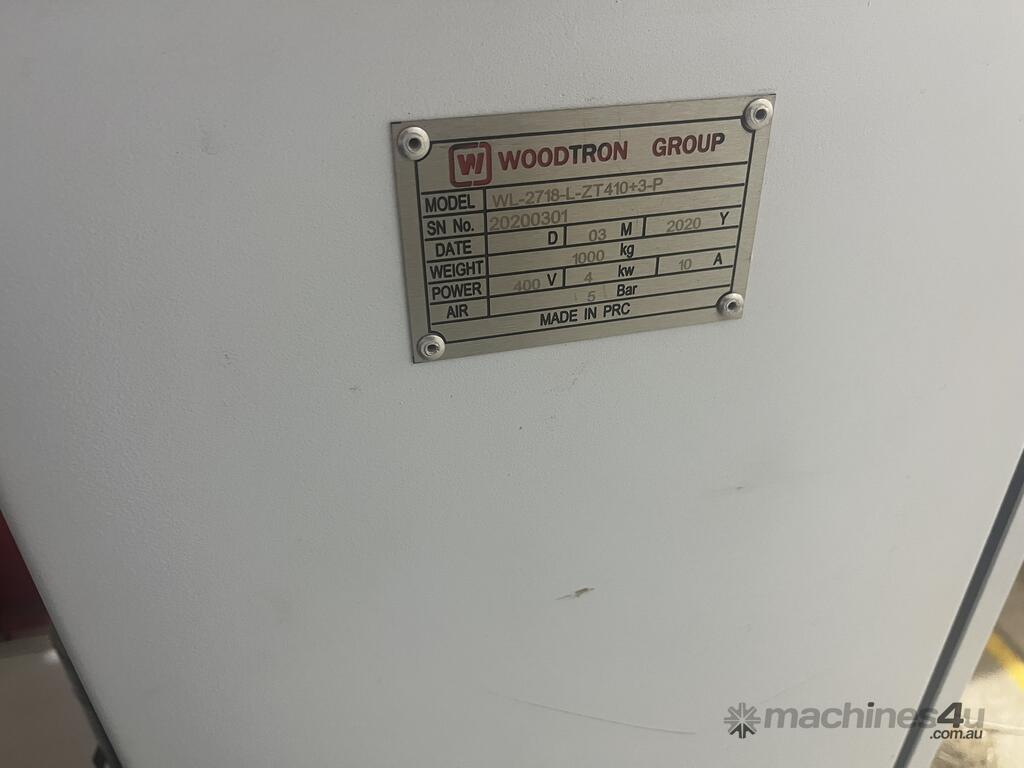 W WOODTRON GROUP
MODEL WL-2718-L-ZT410+3-P
SN No. 20200301
DATE D 03 M 2020 Y
WEIGHT 1000 kg
POWER 400 V 4 kw 10 A
AIR 5 Bar
MADE IN PRC
machines4u
.com.au